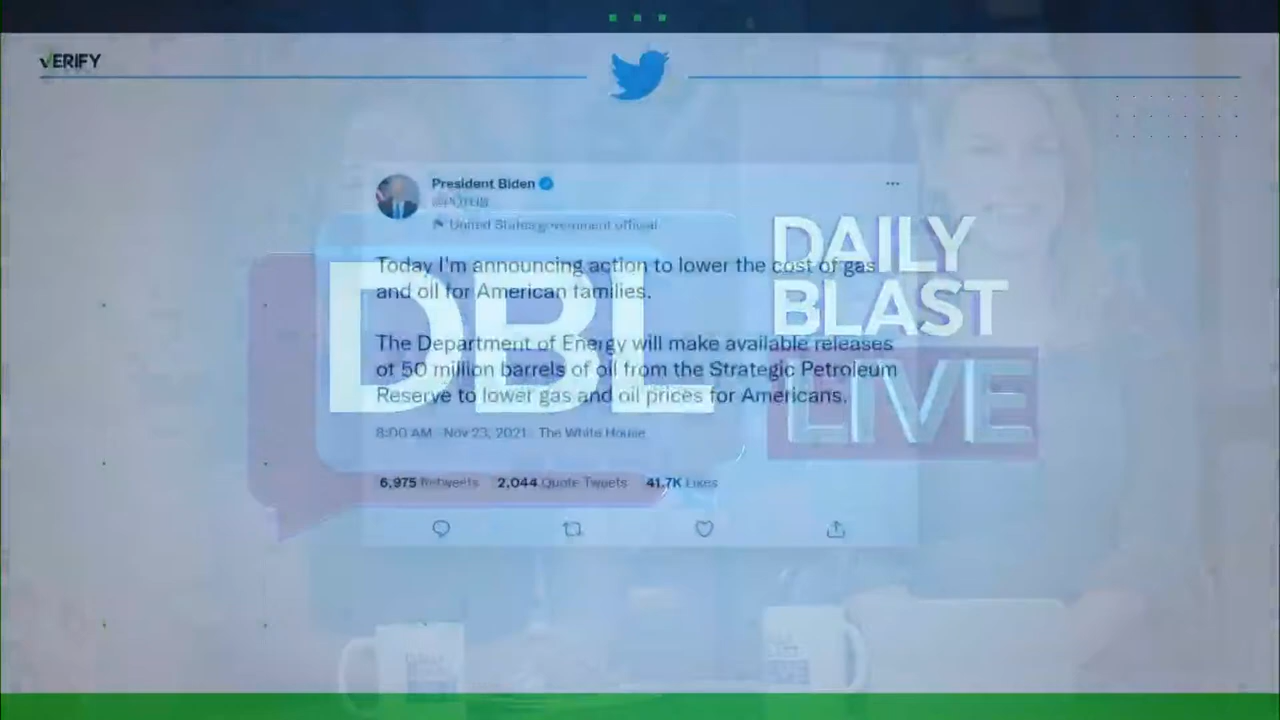 VERIFY
President Biden
@POTUS
United States government official
Today I'm announcing action to lower the cost of gas
and oil for American families.
The Department of Energy will make available releases
of 50 million barrels of oil from the Strategic Petroleum
Reserve to lower gas and oil prices for Americans.
8:00 AM · Nov 23, 2021 · The White House
6,975 Retweets 2,044 Quote Tweets 41.7K Likes
DBL
DAILY
BLAST
LIVE